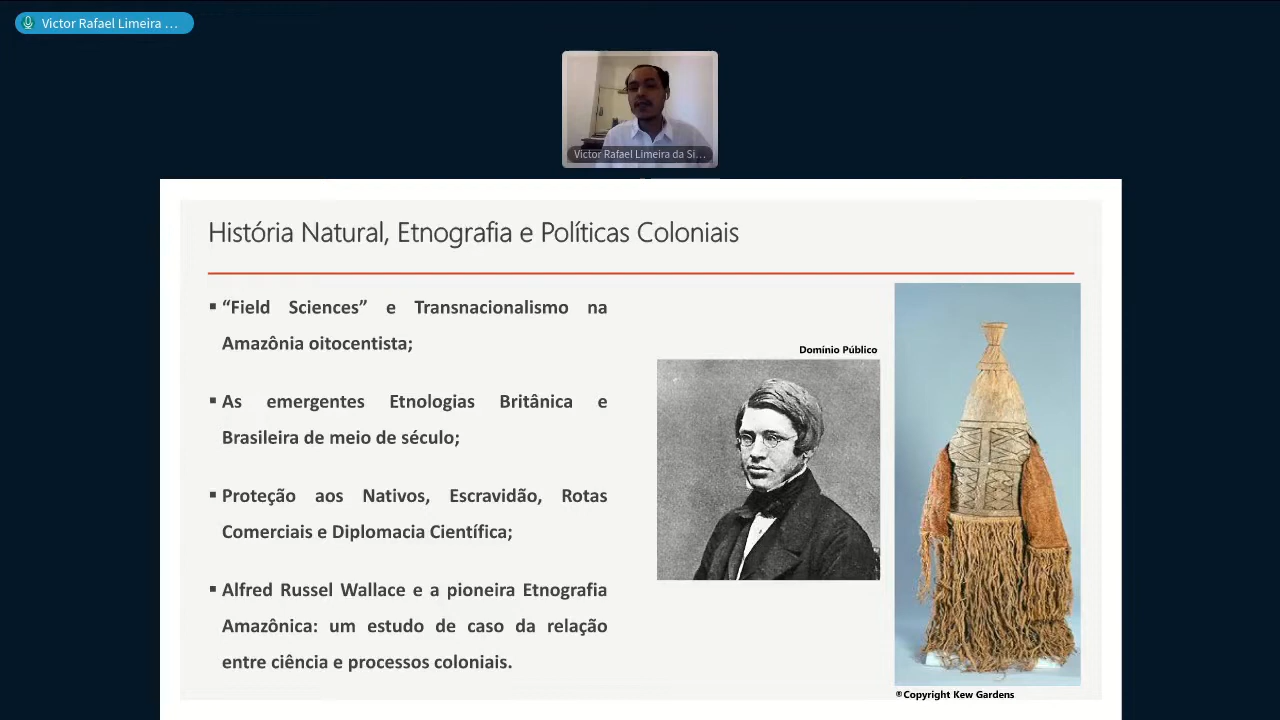 Victor Rafael Limeira ...
Victor Rafael Limeira da Si...
História Natural, Etnografia e Políticas Coloniais
▪ “Field Sciences” e Transnacionalismo na
Amazônia oitocentista;
▪ As emergentes Etnologias Britânica e
Brasileira de meio de século;
▪ Proteção aos Nativos, Escravidão, Rotas
Comerciais e Diplomacia Científica;
▪ Alfred Russel Wallace e a pioneira Etnografia
Amazônica: um estudo de caso da relação
entre ciência e processos coloniais.
Domínio Público
®Copyright Kew Gardens